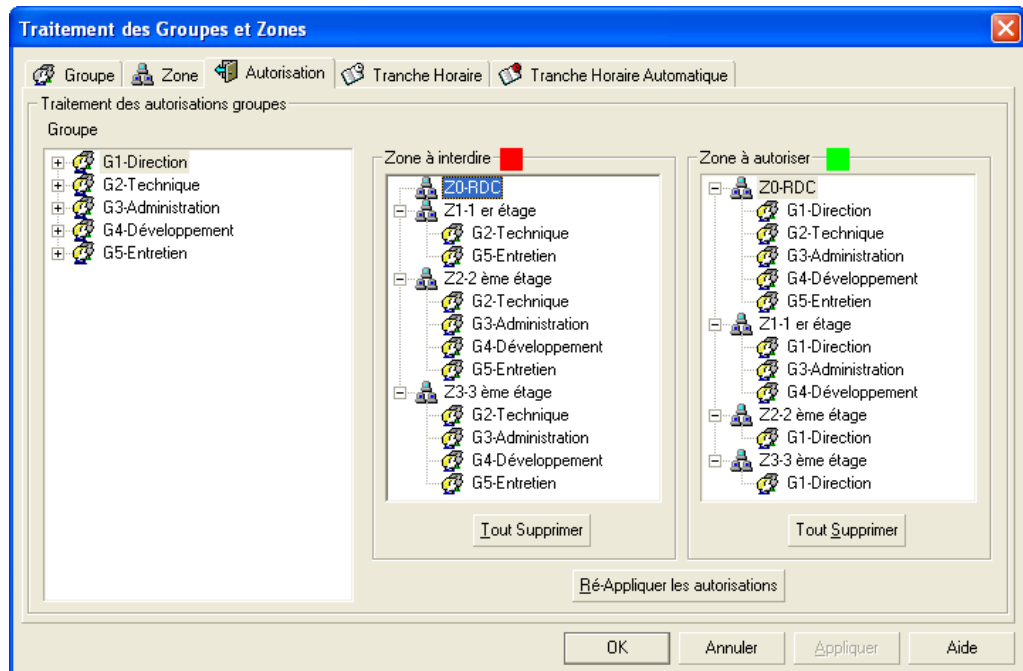 Traitement des Groupes et Zones
Groupe
Zone
Autorisation
Tranche Horaire
Tranche Horaire Automatique
Traitement des autorisations groupes
Groupe
G1-Direction
G2-Technique
G3-Administration
G4-Développement
G5-Entretien
Zone à interdire
Z0-RDC
Z1-1 er étage
G2-Technique
G5-Entretien
Z2-2 ème étage
G2-Technique
G3-Administration
G4-Développement
G5-Entretien
Z3-3 ème étage
G2-Technique
G3-Administration
G4-Développement
G5-Entretien
Tout Supprimer
Zone à autoriser
Z0-RDC
G1-Direction
G2-Technique
G3-Administration
G4-Développement
G5-Entretien
Z1-1 er étage
G1-Direction
G3-Administration
G4-Développement
Z2-2 ème étage
G1-Direction
Z3-3 ème étage
G1-Direction
Tout Supprimer
Ré-Appliquer les autorisations
OK
Annuler
Appliquer
Aide